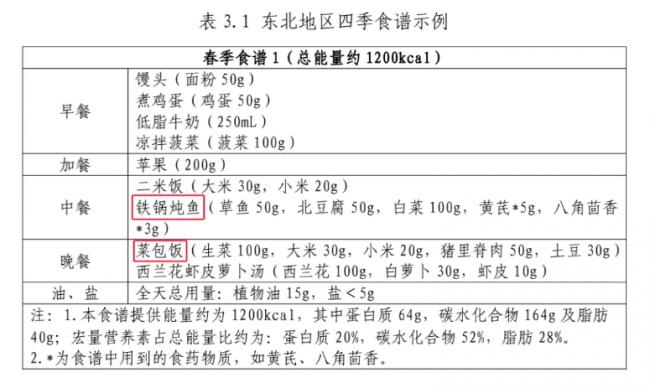 表 3.1 东北地区四季食谱示例
春季食谱 1（总能量约 1200kcal）
早餐
馒头（面粉 50g）
煮鸡蛋（鸡蛋 50g）
低脂牛奶（250mL）
凉拌菠菜（菠菜 100g）
加餐
苹果（200g）
中餐
二米饭（大米 30g，小米 20g）
铁锅炖鱼（草鱼 50g，北豆腐 50g，白菜 100g，黄芪*5g，八角茴香
*3g）
晚餐
菜包饭（生菜 100g，大米 30g，小米 20g，猪里脊肉 50g，土豆 30g）
西兰花虾皮萝卜汤（西兰花 100g，白萝卜 30g，虾皮 10g）
油、盐
全天总用量：植物油 15g，盐＜5g
注：1.本食谱提供能量约为 1200kcal，其中蛋白质 64g，碳水化合物 164g 及脂肪
40g；宏量营养素占总能量比约为：蛋白质 20%，碳水化合物 52%，脂肪 28%。
2.*为食谱中用到的食药物质，如黄芪、八角茴香。